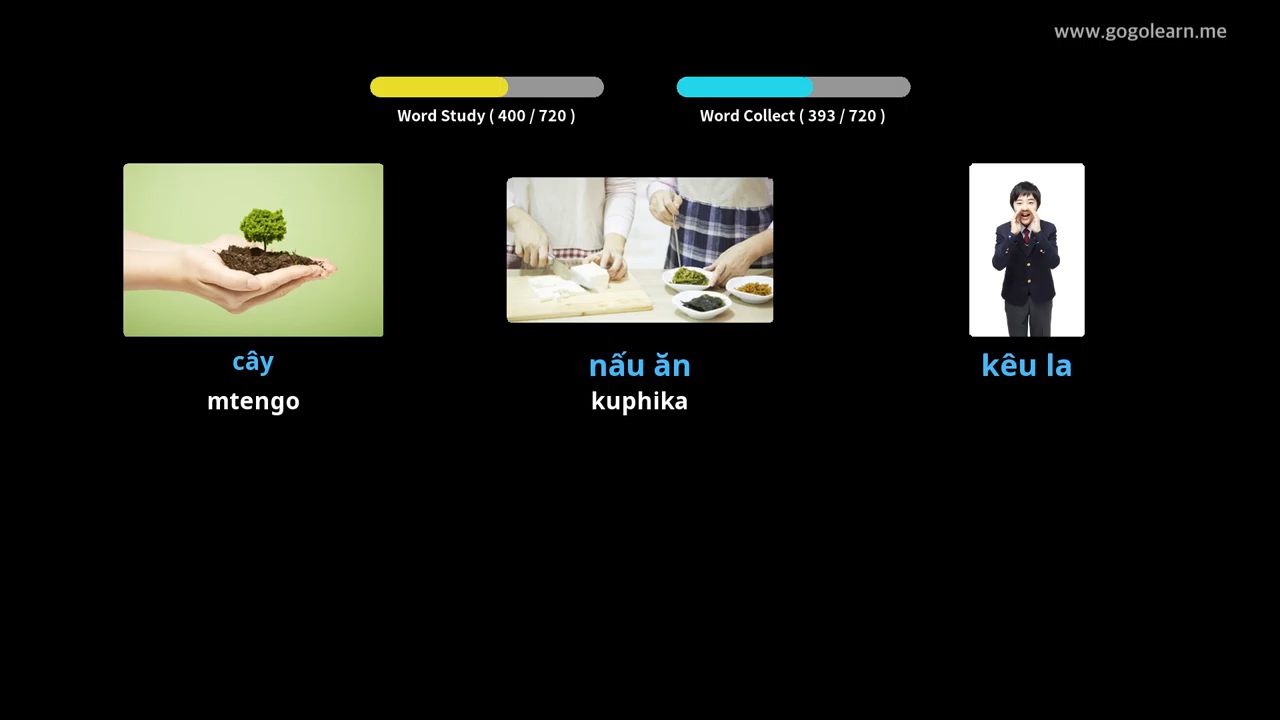 www.gogolearn.me
Word Study ( 400 / 720 )
Word Collect ( 393 / 720 )
cây
mtengo
nấu ăn
kuphika
kêu la